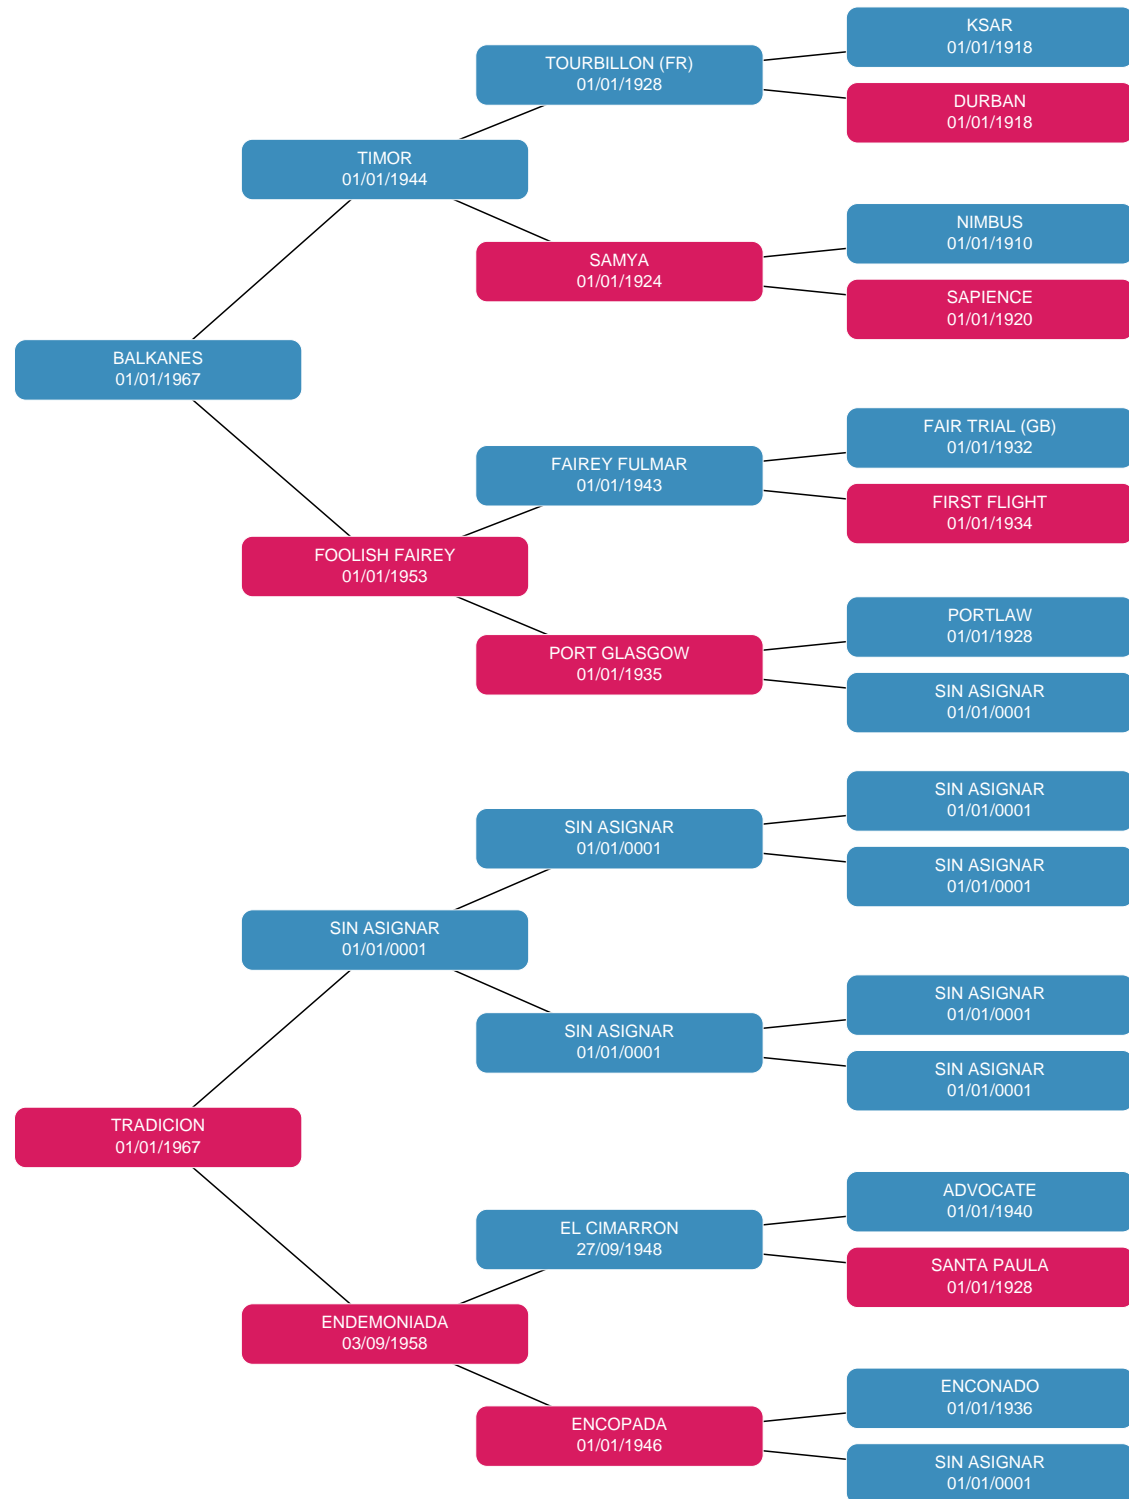 KSAR
01/01/1918
TOURBILLON (FR)
01/01/1928
DURBAN
01/01/1918
TIMOR
01/01/1944
NIMBUS
01/01/1910
SAMYA
01/01/1924
SAPIENCE
01/01/1920
BALKANES
01/01/1967
FAIR TRIAL (GB)
01/01/1932
FAIREY FULMAR
01/01/1943
FIRST FLIGHT
01/01/1934
FOOLISH FAIREY
01/01/1953
PORTLAW
01/01/1928
PORT GLASGOW
01/01/1935
SIN ASIGNAR
01/01/0001
SIN ASIGNAR
01/01/0001
SIN ASIGNAR
01/01/0001
SIN ASIGNAR
01/01/0001
SIN ASIGNAR
01/01/0001
SIN ASIGNAR
01/01/0001
SIN ASIGNAR
01/01/0001
SIN ASIGNAR
01/01/0001
TRADICION
01/01/1967
ADVOCATE
01/01/1940
EL CIMARRON
27/09/1948
SANTA PAULA
01/01/1928
ENDEMONIADA
03/09/1958
ENCONADO
01/01/1936
ENCOPADA
01/01/1946
SIN ASIGNAR
01/01/0001